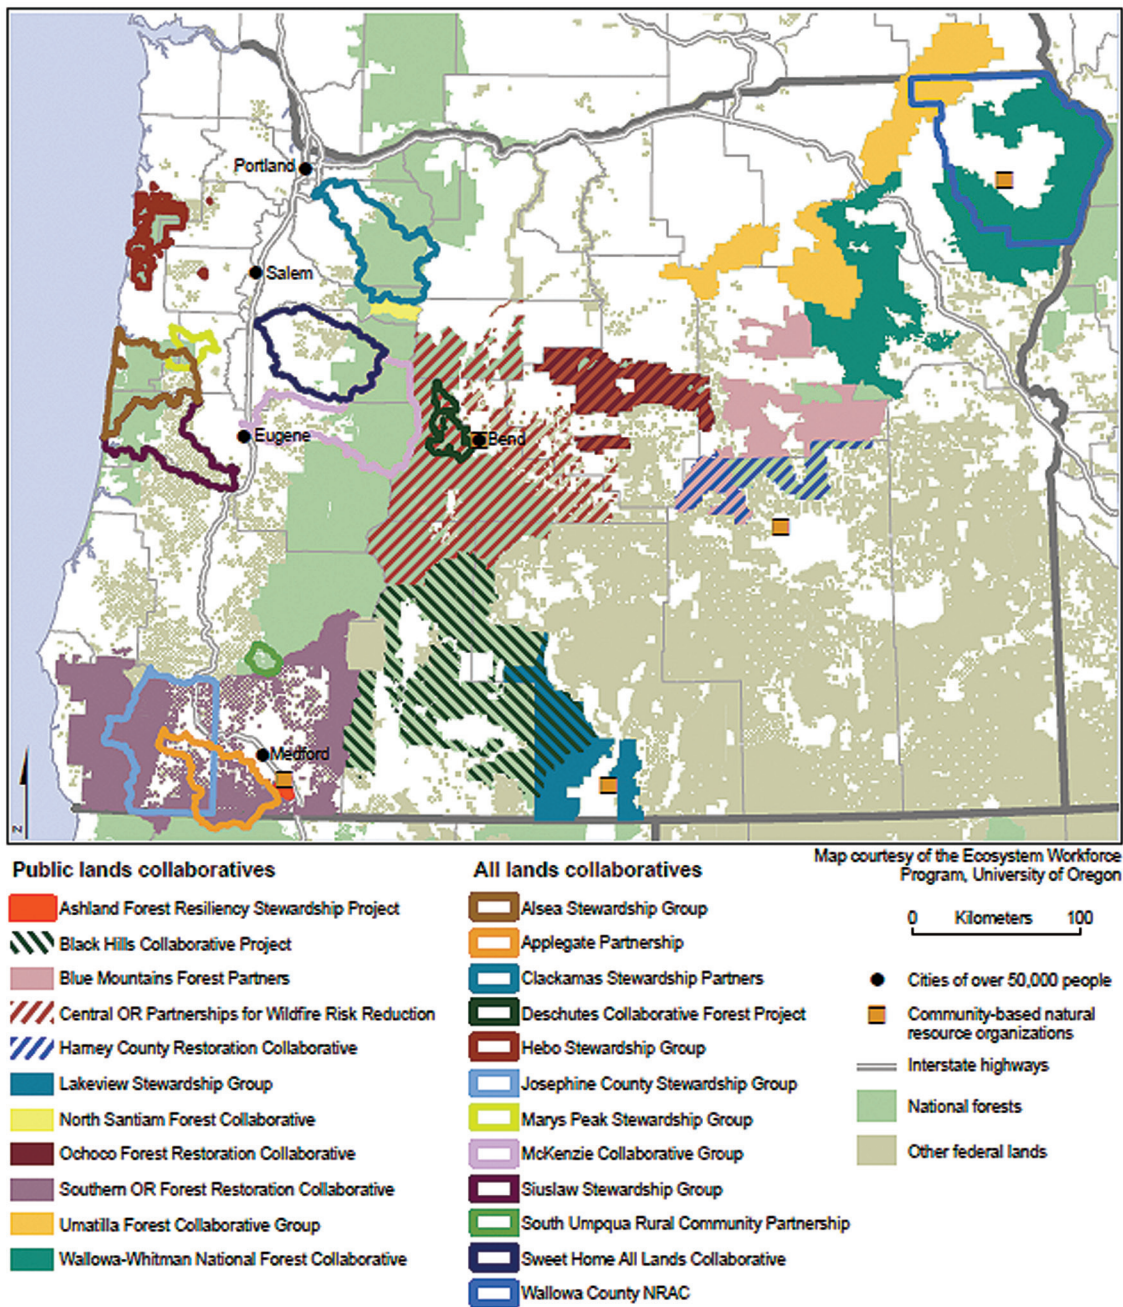 Portland
Salem
Eugene
Bend
Medford
N
Map courtesy of the Ecosystem Workforce
Program, University of Oregon
Public lands collaboratives
Ashland Forest Resiliency Stewardship Project
Black Hills Collaborative Project
Blue Mountains Forest Partners
Central OR Partnerships for Wildfire Risk Reduction
Harney County Restoration Collaborative
Lakeview Stewardship Group
North Santiam Forest Collaborative
Ochoco Forest Restoration Collaborative
Southern OR Forest Restoration Collaborative
Umatilla Forest Collaborative Group
Wallowa-Whitman National Forest Collaborative
All lands collaboratives
Alsea Stewardship Group
Applegate Partnership
Clackamas Stewardship Partners
Deschutes Collaborative Forest Project
Hebo Stewardship Group
Josephine County Stewardship Group
Marys Peak Stewardship Group
McKenzie Collaborative Group
Siuslaw Stewardship Group
South Umpqua Rural Community Partnership
Sweet Home All Lands Collaborative
Wallowa County NRAC
0 Kilometers 100
Cities of over 50,000 people
Community-based natural
resource organizations
Interstate highways
National forests
Other federal lands